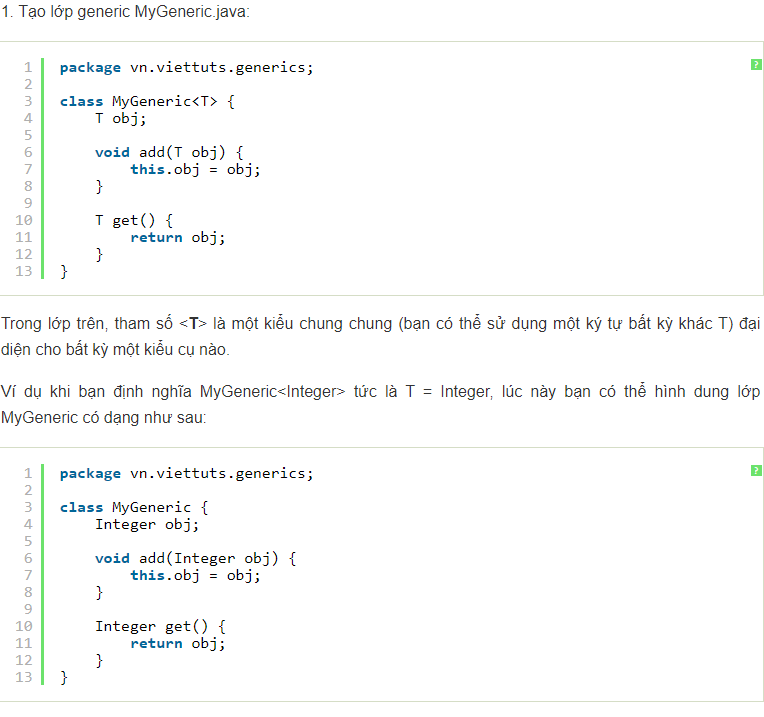 1. Tạo lớp generic MyGeneric.java:
?
1 package vn.viettuts.generics;
2
3 class MyGeneric<T> {
4     T obj;
5
6     void add(T obj) {
7         this.obj = obj;
8     }
9
10     T get() {
11         return obj;
12     }
13 }
Trong lớp trên, tham số <T> là một kiểu chung chung (bạn có thể sử dụng một ký tự bất kỳ khác T) đại
diện cho bất kỳ một kiểu cụ nào.
Ví dụ khi bạn định nghĩa MyGeneric<Integer> tức là T = Integer, lúc này bạn có thể hình dung lớp
MyGeneric có dạng như sau:
?
1 package vn.viettuts.generics;
2
3 class MyGeneric {
4     Integer obj;
5
6     void add(Integer obj) {
7         this.obj = obj;
8     }
9
10     Integer get() {
11         return obj;
12     }
13 }